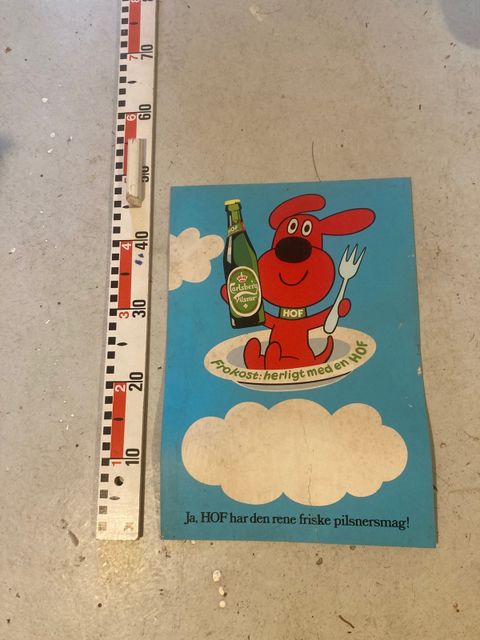 HOF
Carlsberg
Pilsner
HOF
Frokost: herligt med en HOF
Ja, HOF har den rene friske pilsnersmag!
7
70
6
60
50
4
40
3
30
2
20
1
10